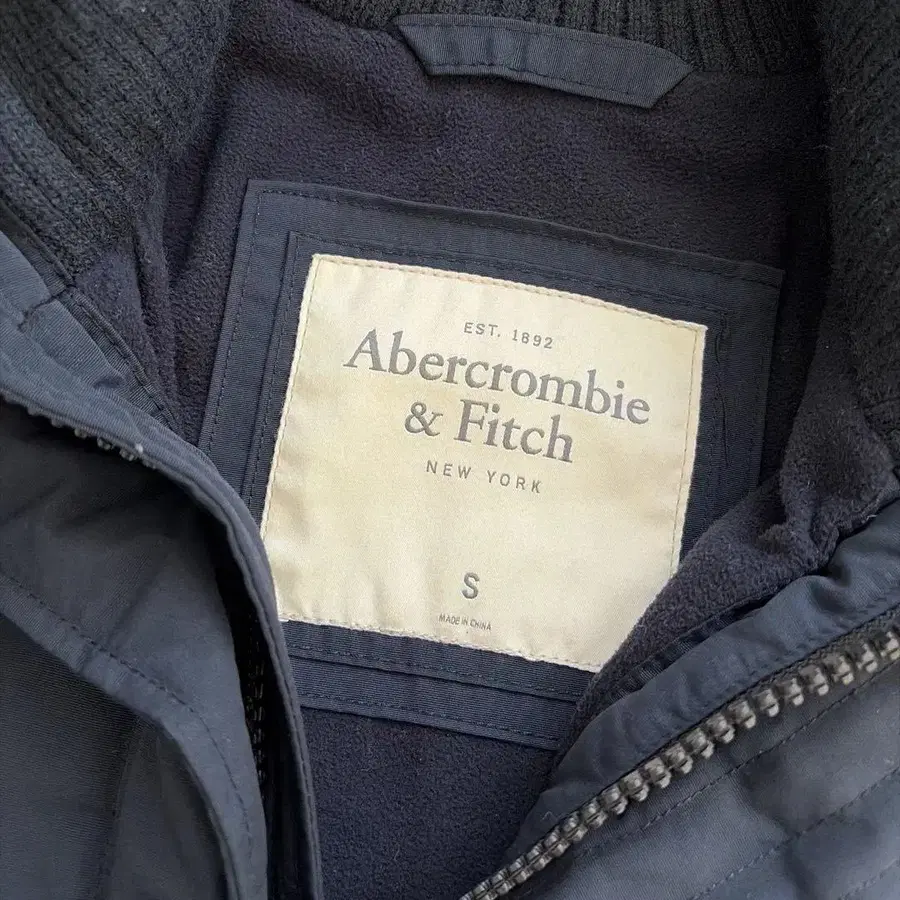 EST. 1892
Abercrombie
& Fitch
NEW YORK
S
MADE IN CHINA